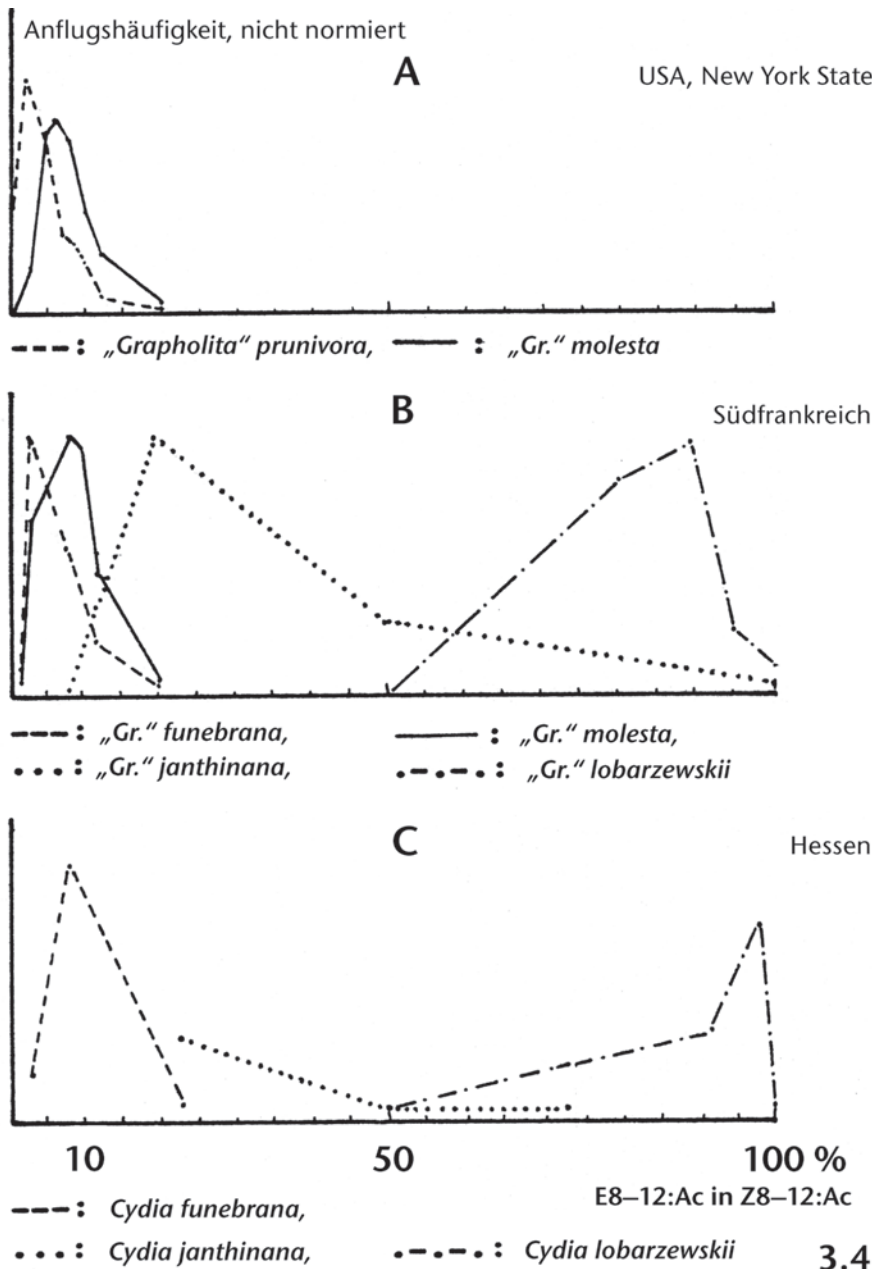 Anflugshäufigkeit, nicht normiert
A
USA, New York State
---: „Grapholita“ prunivora, —— : „Gr.“ molesta
B
Südfrankreich
---: „Gr.“ funebrana, —— : „Gr.“ molesta,
••••: „Gr.“ janthinana, •–•–•: „Gr.“ lobarzewskii
C
Hessen
10 50 100 %
E8–12:Ac in Z8–12:Ac
---: Cydia funebrana,
••••: Cydia janthinana, •–•–•: Cydia lobarzewskii
3.4